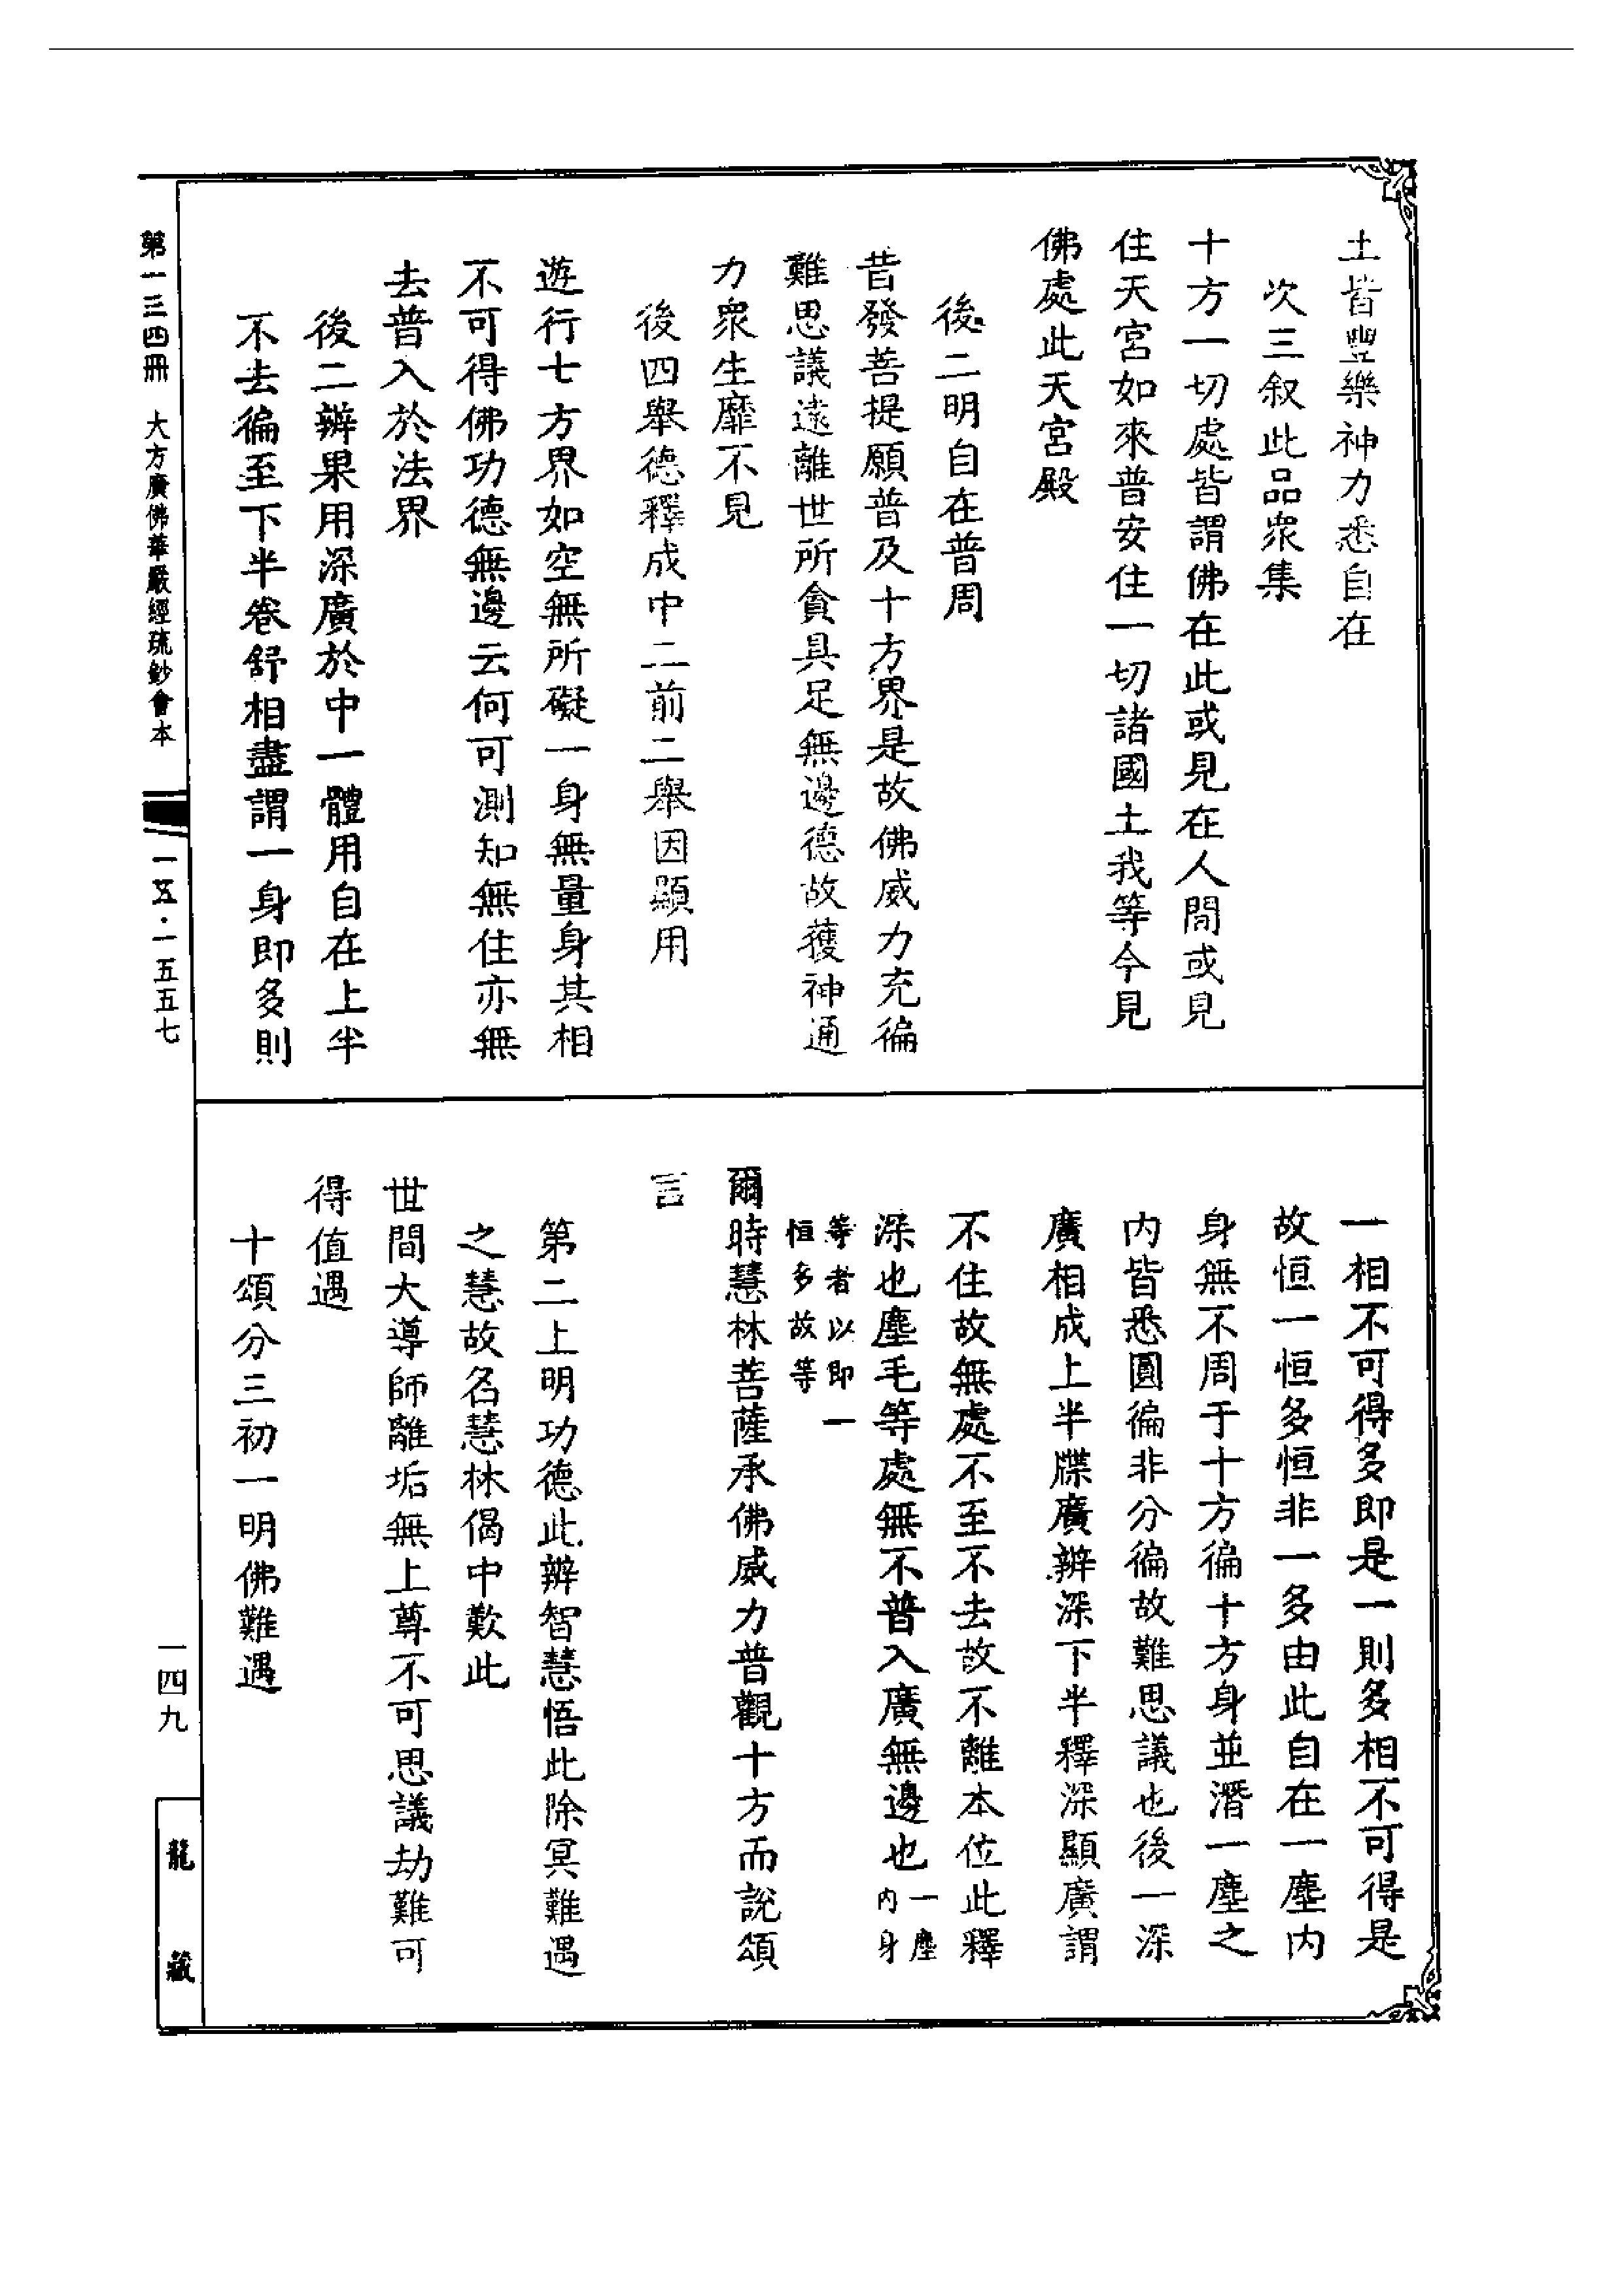 土皆豐樂神力悉自在
次三叙此品衆集
十方一切處皆謂佛在此或見在人間或見
住天宮如來普安住一切諸國土我等今見
佛處此天宮殿
後二明自在普周
昔發菩提願普及十方界是故佛威力充徧
難思議遠離世所貪具足無邊德故獲神通
力衆生靡不見
後四舉德釋成中二前二舉因顯用
遊行七方界如空無所礙一身無量身其相
不可得佛功德無邊云何可測知無住亦無
去普入於法界
後二辨果用深廣於中一體用自在上半
不去徧至下半卷舒相盡謂一身即多則
一相不可得多即是一則多相不可得是
故恒一恒多恒非一多由此自在一塵內
身無不周于十方徧十方身並潛一塵之
內皆悉圓徧非分徧故難思議也後一深
廣相成上半牒廣辨深下半釋深顯廣謂
不住故無處不至不去故不離本位此釋
深也塵毛等處無不普入廣無邊也一塵
內身
等者以即一
恒多故等
爾時慧林菩薩承佛威力普觀十方而說頌
言
第二上明功德此辨智慧悟此除冥難遇
之慧故名慧林偈中歎此
世間大導師離垢無上尊不可思議劫難可
得值遇
十頌分三初一明佛難遇
第一三四冊 大方廣佛華嚴經疏鈔會本
一五·一五五七
一四九
龍藏